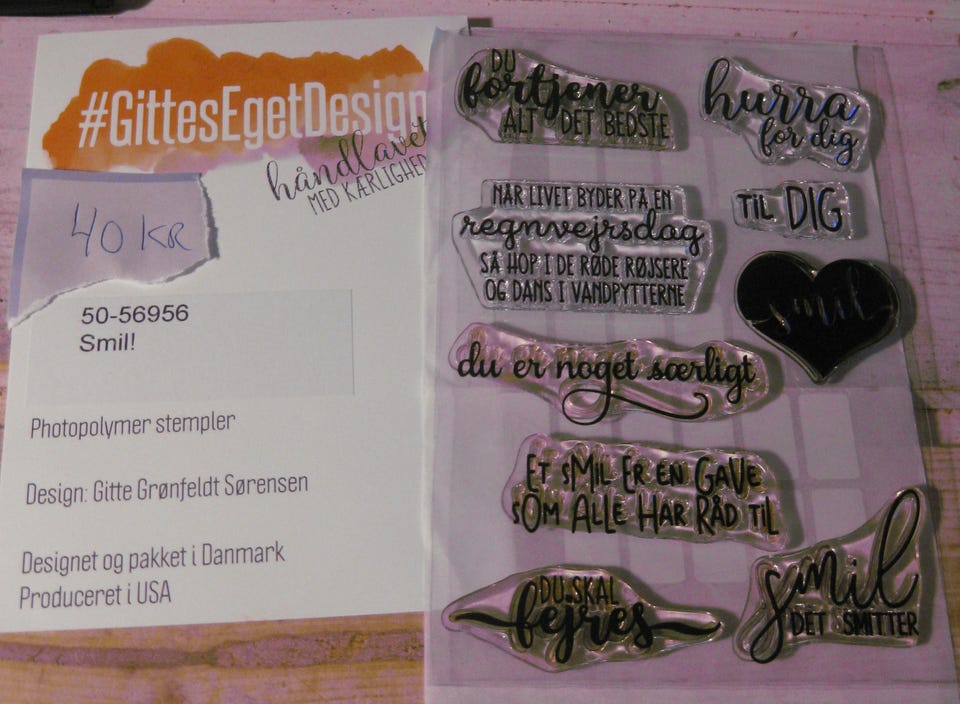 #GittesEgetDesign
håndlavet
MED KÆRLIGHED
40 KR
50-56956
Smil!
Photopolymer stempler
Design: Gitte Grønfeldt Sørensen
Designet og pakket i Danmark
Produceret i USA
DU
fortjener
ALT DET BEDSTE
hurra
for dig
NÅR LIVET BYDER PÅ EN
regnvejrsdag
SÅ HOP I DE RØDE RØJSERE
OG DANS I VANDPYTTERNE
TIL DIG
smil
du er noget særligt
ET SMIL ER EN GAVE
SOM ALLE HAR RÅD TIL
DU SKAL
fejres
smil
DET SMITTER